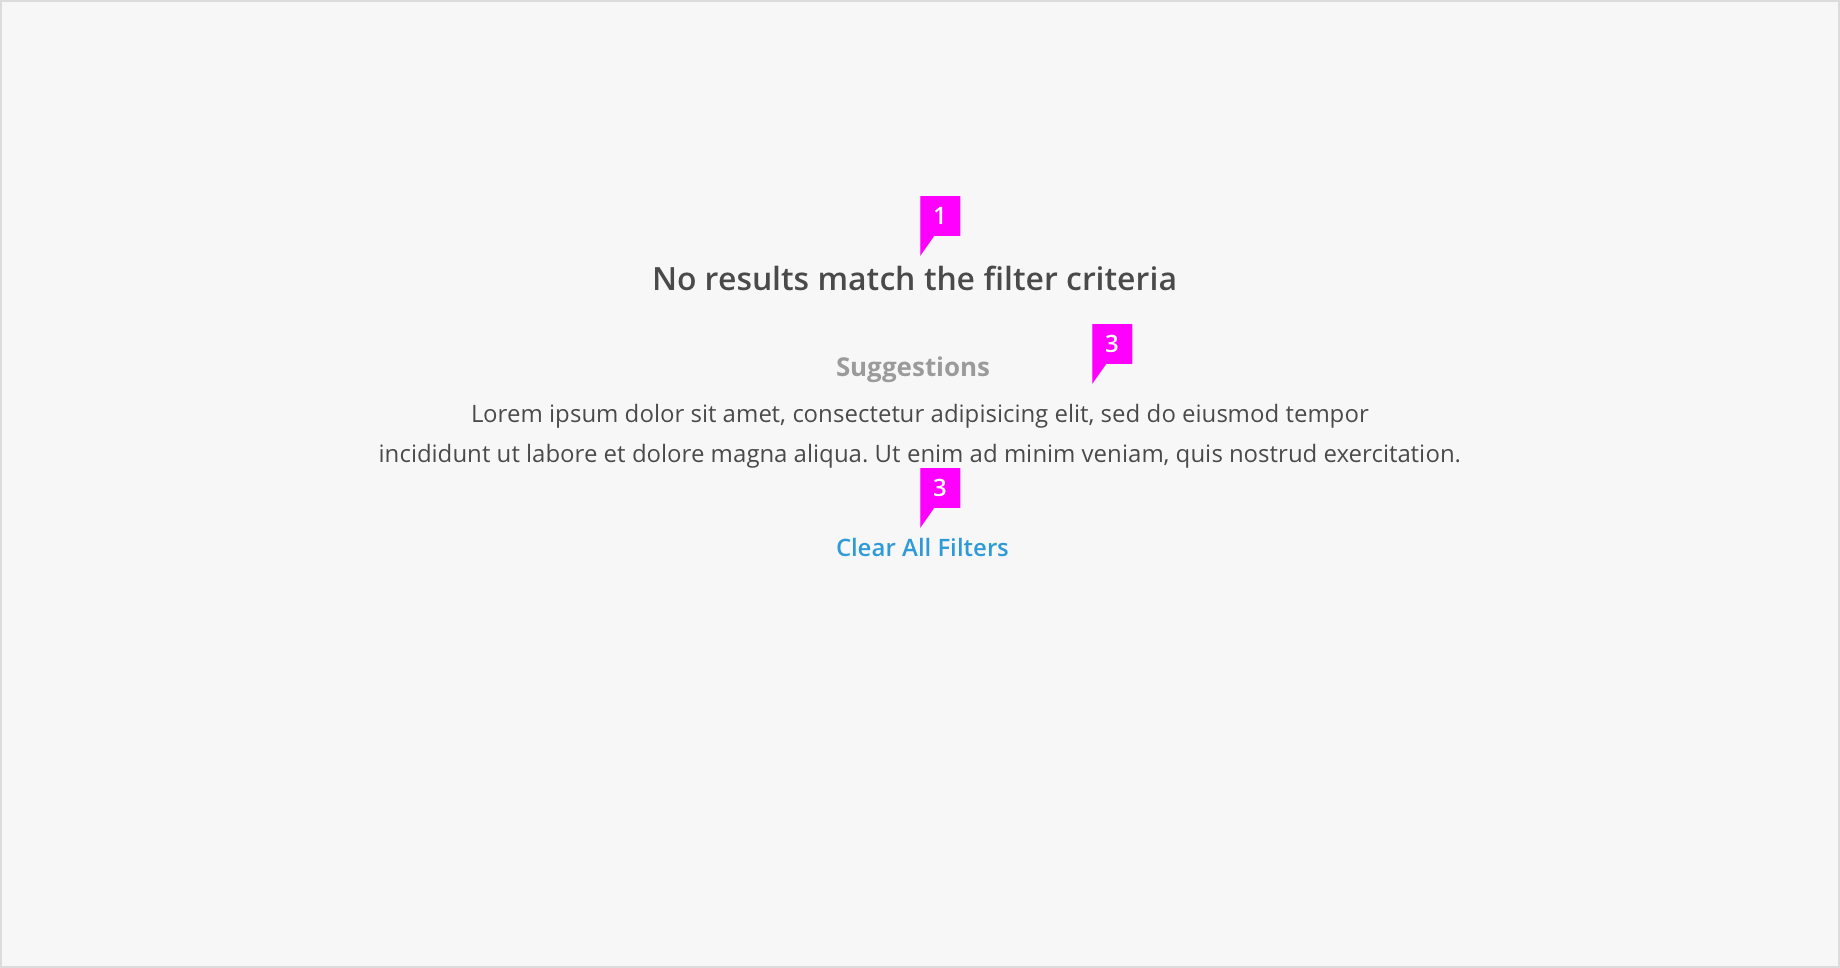 1
No results match the filter criteria
3
Suggestions
Lorem ipsum dolor sit amet, consectetur adipisicing elit, sed do eiusmod tempor
incididunt ut labore et dolore magna aliqua. Ut enim ad minim veniam, quis nostrud exercitation.
3
Clear All Filters